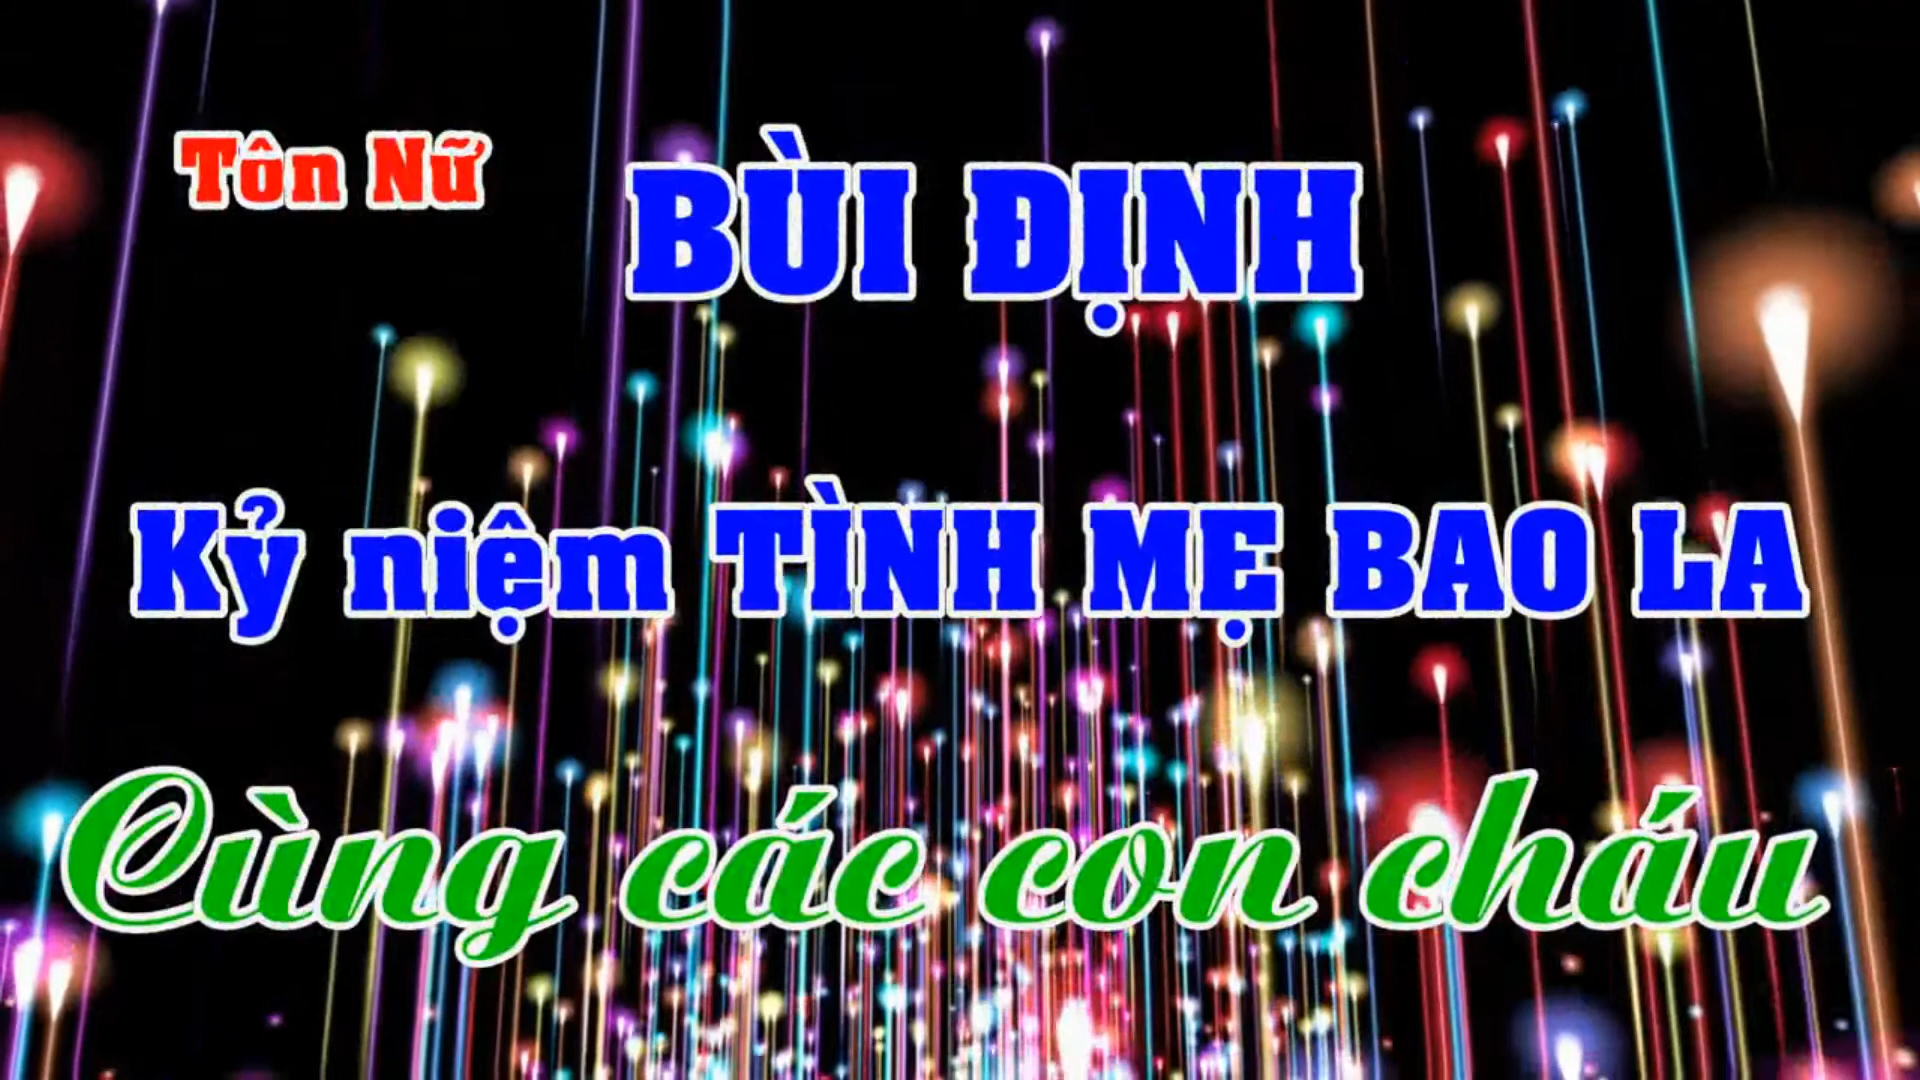 Tôn Nữ
BÙI ĐỊNH
Kỷ niệm TÌNH MẸ BAO LA
Cùng các con cháu